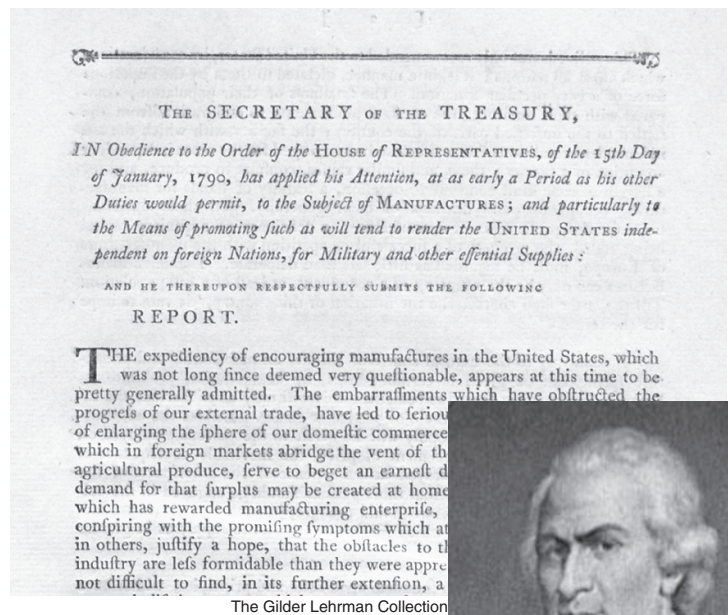 THE SECRETARY OF THE TREASURY,
IN Obedience to the Order of the HOUSE of REPRESENTATIVES, of the 15th Day
of January, 1790, has applied his Attention, at as early a Period as his other
Duties would permit, to the Subject of MANUFACTURES; and particularly to
the Means of promoting ſuch as will tend to render the UNITED STATES inde-
pendent on foreign Nations, for Military and other eſſential Supplies:
AND HE THEREUPON RESPECTFULLY SUBMITS THE FOLLOWING
REPORT.
THE expediency of encouraging manufactures in the United States, which
was not long ſince deemed very queſtionable, appears at this time to be
pretty generally admitted. The embarraſſments which have obſtructed the
progreſs of our external trade, have led to
of enlarging the ſphere of our domeſtic commerce
which in foreign markets abridge the vent of
agricultural produce, ſerve to beget an earneſt
demand for that ſurplus may be created at home
which has rewarded manufacturing enterpriſe,
conſpiring with the promiſing ſymptoms which
in others, juſtify a hope, that the obſtacles to
induſtry are leſs formidable than they were
not difficult to find, in its further extenſion, a
The Gilder Lehrman Collection